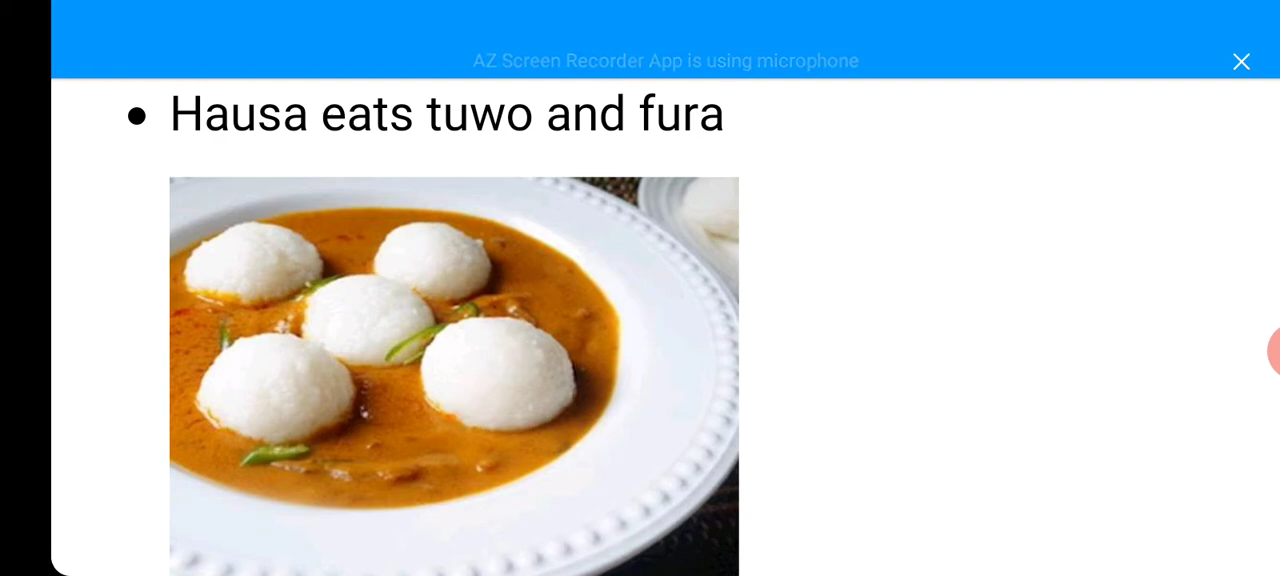 AZ Screen Recorder App is using microphone
• Hausa eats tuwo and fura